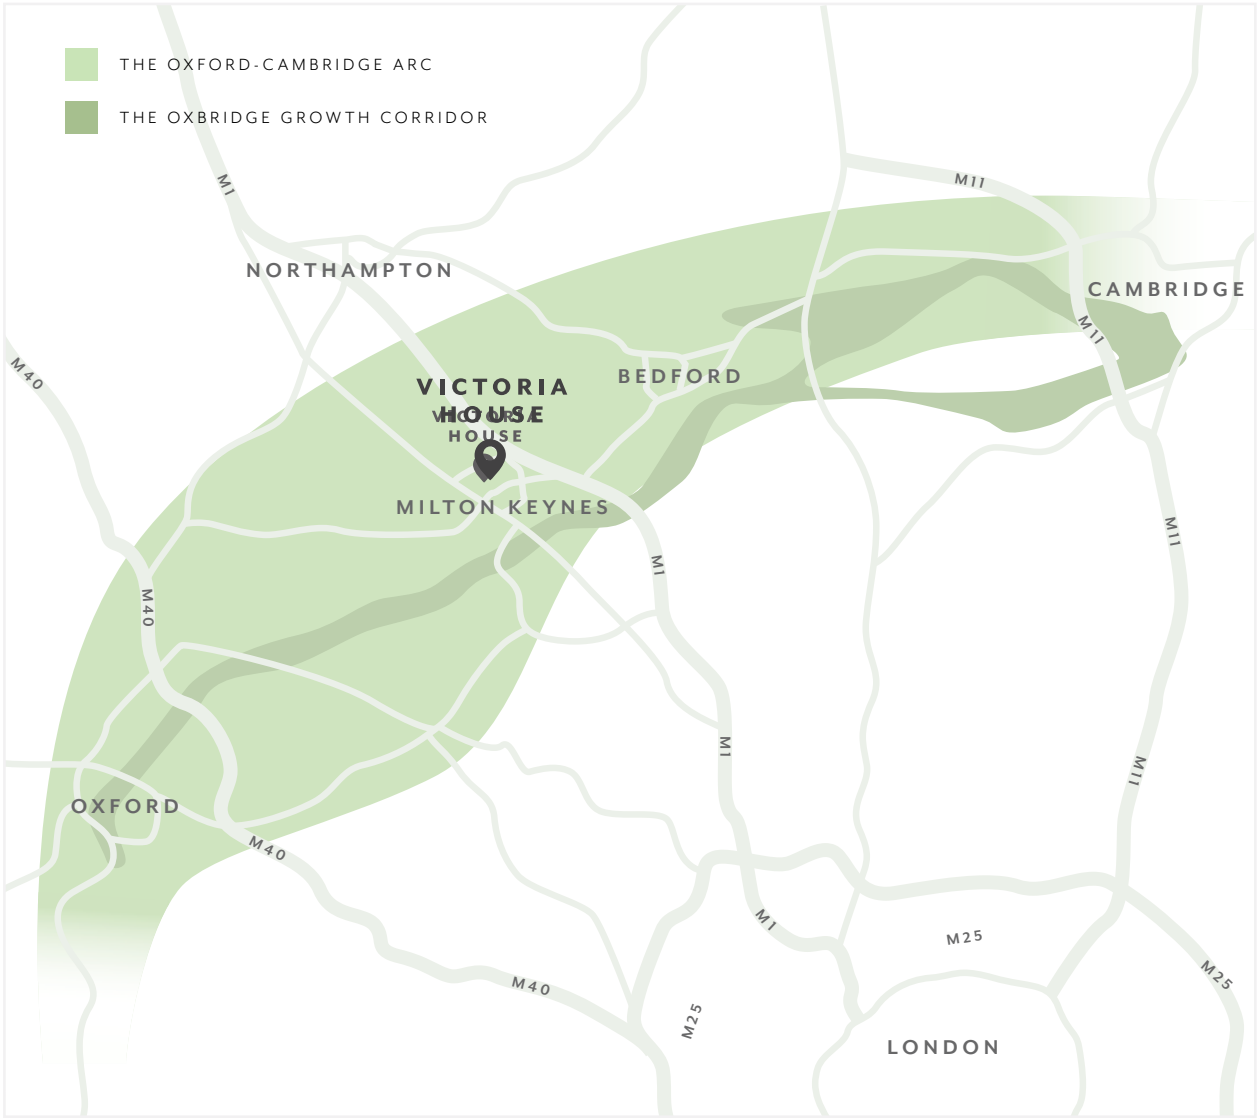 THE OXFORD-CAMBRIDGE ARC
THE OXBRIDGE GROWTH CORRIDOR
M1
M11
NORTHAMPTON
CAMBRIDGE
M11
M40
BEDFORD
VICTORIA
HOUSE
VICTORIA
HOUSE
MILTON KEYNES
M11
M1
M40
M1
M11
OXFORD
M40
M1
M25
M25
M40
M25
LONDON